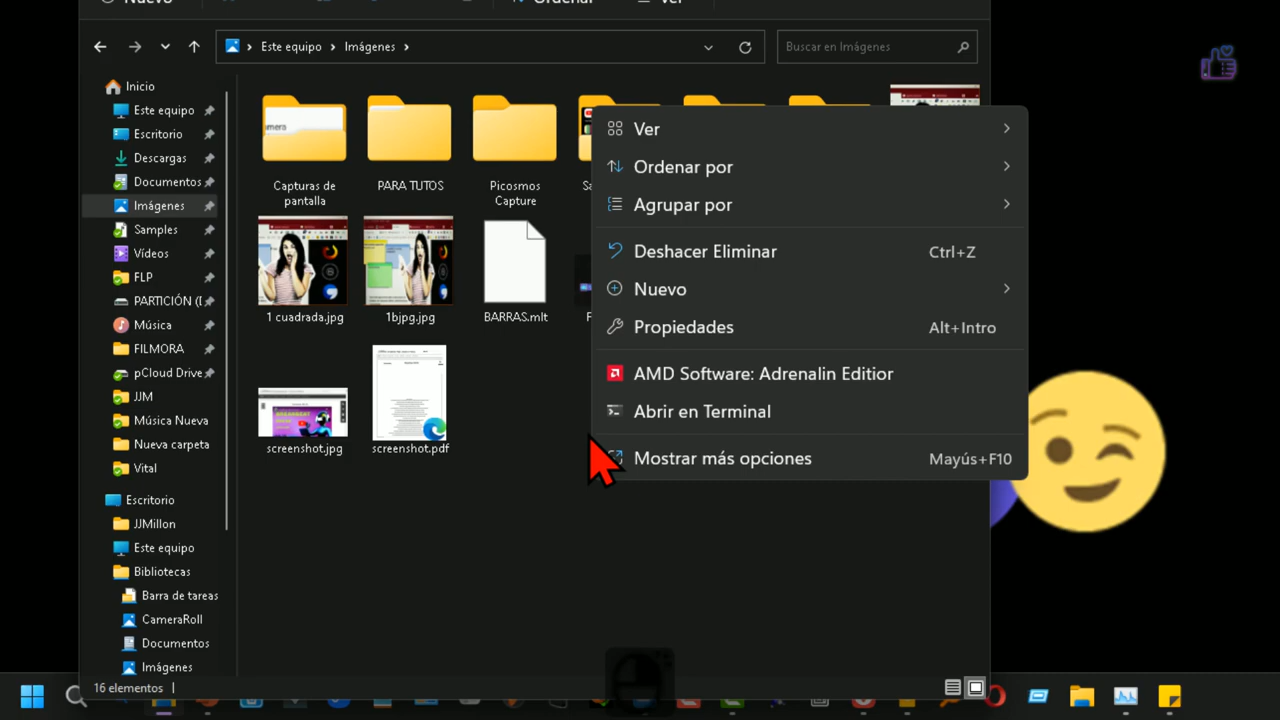 Nuevo
Ordenar
Ver
Este equipo
Imágenes
Buscar en Imágenes
Inicio
Este equipo
Escritorio
Descargas
Documentos
Imágenes
Samples
Vídeos
FLP
PARTICIÓN (D
Música
FILMORA
pCloud Drive
JJM
Musica Nueva
Nueva carpeta
Vital
Escritorio
JJMillon
Este equipo
Bibliotecas
Barra de tareas
CameraRoll
Documentos
Imágenes
Capturas de
pantalla
PARA TUTOS
Picosmos
Capture
Sa
1 cuadrada.jpg
1bjpg.jpg
BARRAS.mlt
F
screenshot.jpg
screenshot.pdf
Ver
Ordenar por
Agrupar por
Deshacer Eliminar Ctrl+Z
Nuevo
Propiedades Alt+Intro
AMD Software: Adrenalin Editior
Abrir en Terminal
Mostrar más opciones Mayús+F10
16 elementos